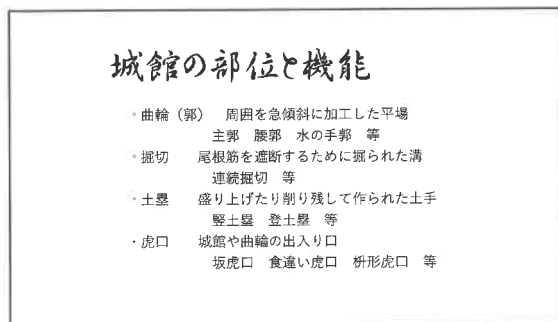 城館の部位と機能
・曲輪（郭）　周囲を急傾斜に加工した平場
主郭　腰郭　水の手郭　等
・掘切　尾根筋を遮断するために掘られた溝
連続掘切　等
・土塁　盛り上げたり削り残して作られた土手
竪土塁　登土塁　等
・虎口　城館や曲輪の出入り口
坂虎口　食違い虎口　枡形虎口　等